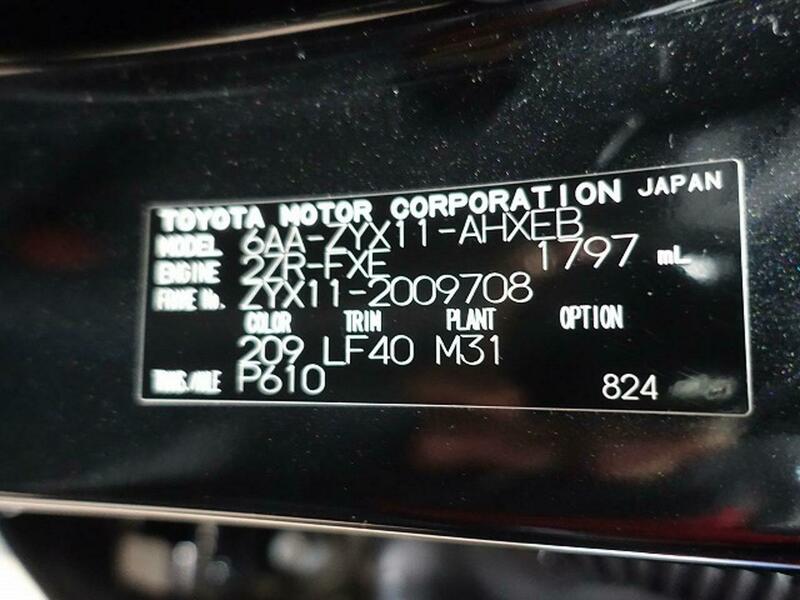 TOYOTA MOTOR CORPORATION JAPAN
MODEL 6AA-ZYX11-AHXEB
ENGINE 2ZR-FXE 1797 mL
FRAME No. ZYX11-2009708
COLOR TRIM PLANT OPTION
209 LF40 M31
TRANS./AXLE P610 824